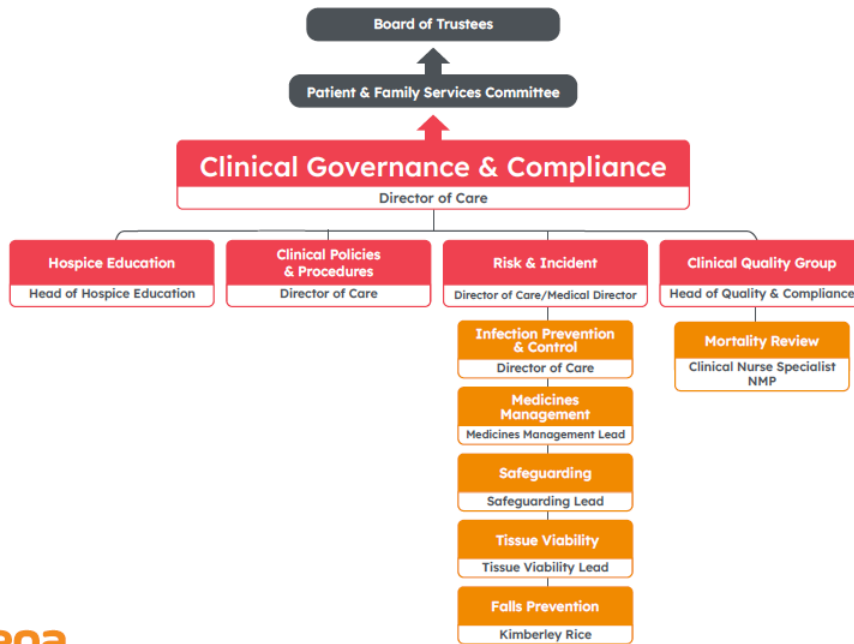 Board of Trustees
Patient & Family Services Committee
Clinical Governance & Compliance
Director of Care
Hospice Education
Head of Hospice Education
Clinical Policies
& Procedures
Director of Care
Risk & Incident
Director of Care/Medical Director
Clinical Quality Group
Head of Quality & Compliance
Infection Prevention
& Control
Director of Care
Medicines
Management
Medicines Management Lead
Safeguarding
Safeguarding Lead
Tissue Viability
Tissue Viability Lead
Falls Prevention
Kimberley Rice
Mortality Review
Clinical Nurse Specialist
NMP